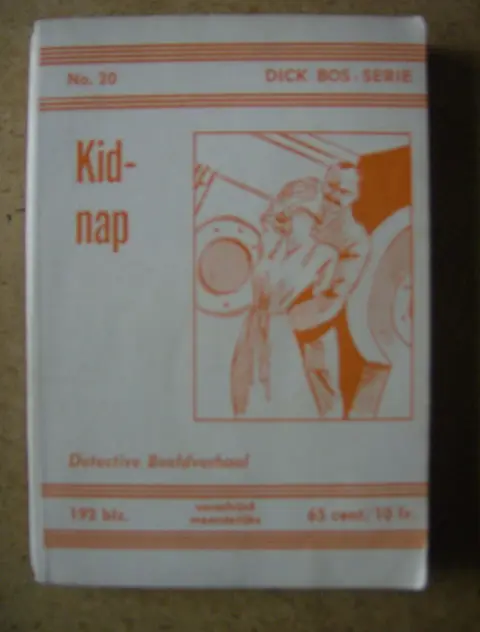 No. 20
DICK BOS-SERIE
Kid-
nap
Detective Beeldverhaal
192 blz.
verschijnt
maandelijks
65 cent; 10 fr.